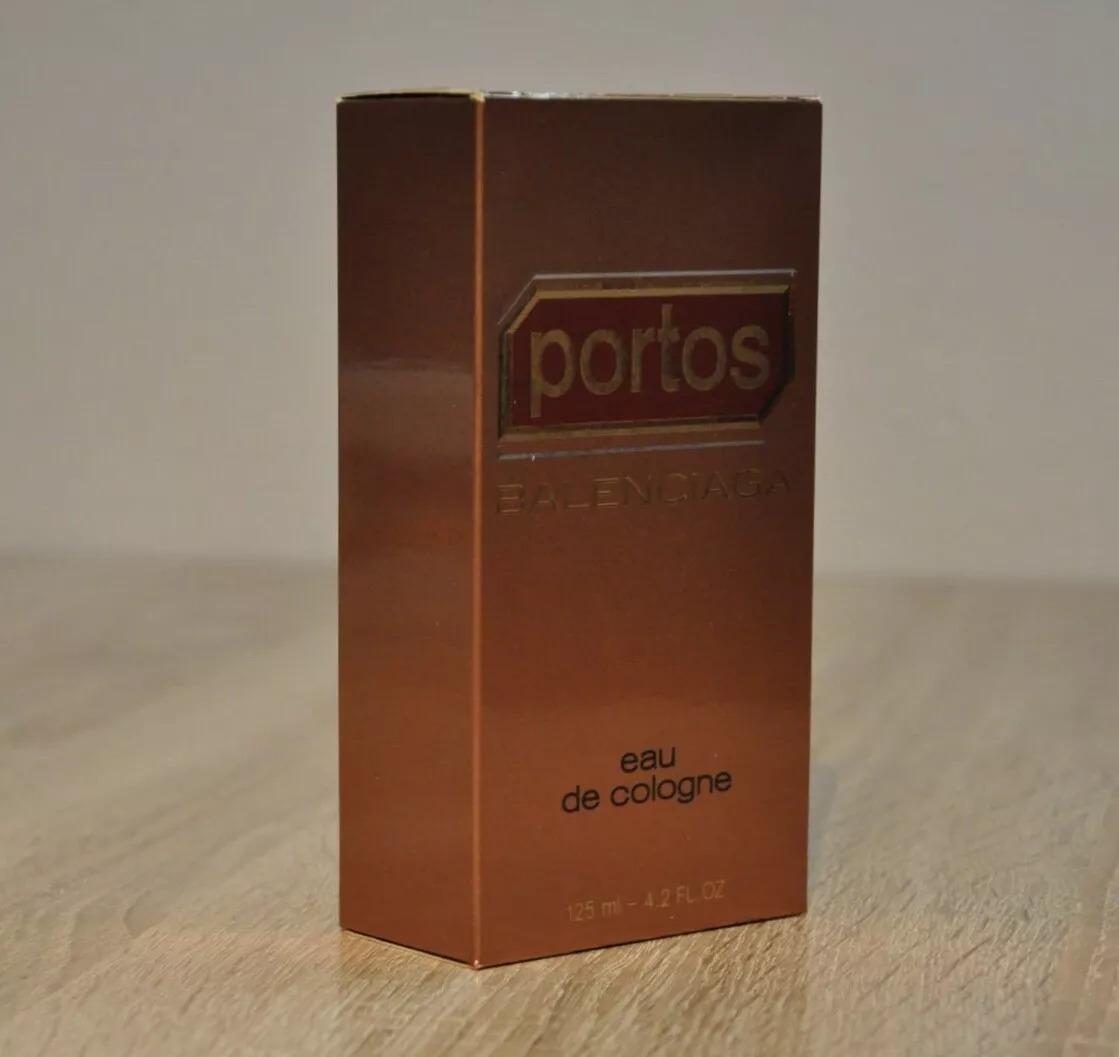 portos
BALENCIAGA
eau
de cologne
125 ml - 4.2 FL.OZ